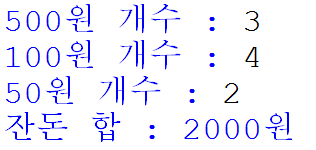 500원 개수 : 3
100원 개수 : 4
50원 개수 : 2
잔돈 합 : 2000원